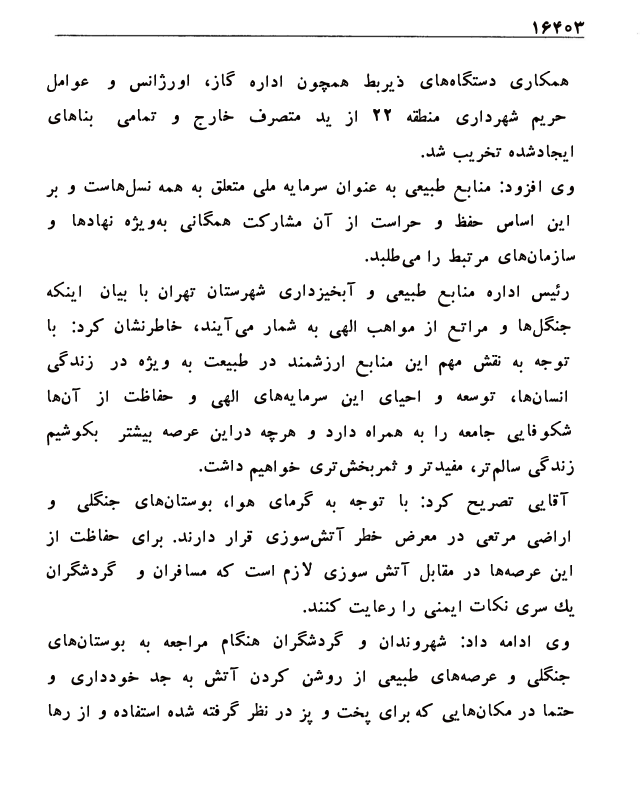 ۱۶۴۰۳
همکاری دستگاه‌های ذیربط همچون اداره گاز، اورژانس و عوامل
حریم شهرداری منطقه ۲۲ از ید متصرف خارج و تمامی بناهای
ایجادشده تخریب شد.
وی افزود: منابع طبیعی به عنوان سرمایه ملی متعلق به همه نسل‌هاست و بر
این اساس حفظ و حراست از آن مشارکت همگانی به‌ویژه نهادها و
سازمان‌های مرتبط را می‌طلبد.
رئیس اداره منابع طبیعی و آبخیزداری شهرستان تهران با بیان اینکه
جنگل‌ها و مراتع از مواهب الهی به شمار می‌آیند، خاطرنشان کرد: با
توجه به نقش مهم این منابع ارزشمند در طبیعت به ویژه در زندگی
انسان‌ها، توسعه و احیای این سرمایه‌های الهی و حفاظت از آن‌ها
شکوفایی جامعه را به همراه دارد و هرچه دراین عرصه بیشتر بکوشیم
زندگی سالم‌تر، مفیدتر و ثمربخش‌تری خواهیم داشت.
آقایی تصریح کرد: با توجه به گرمای هوا، بوستان‌های جنگلی و
اراضی مرتعی در معرض خطر آتش‌سوزی قرار دارند. برای حفاظت از
این عرصه‌ها در مقابل آتش سوزی لازم است که مسافران و گردشگران
یك سری نکات ایمنی را رعایت کنند.
وی ادامه داد: شهروندان و گردشگران هنگام مراجعه به بوستان‌های
جنگلی و عرصه‌های طبیعی از روشن کردن آتش به جد خودداری و
حتما در مکان‌هایی که برای پخت و پز در نظر گرفته شده استفاده و از رها